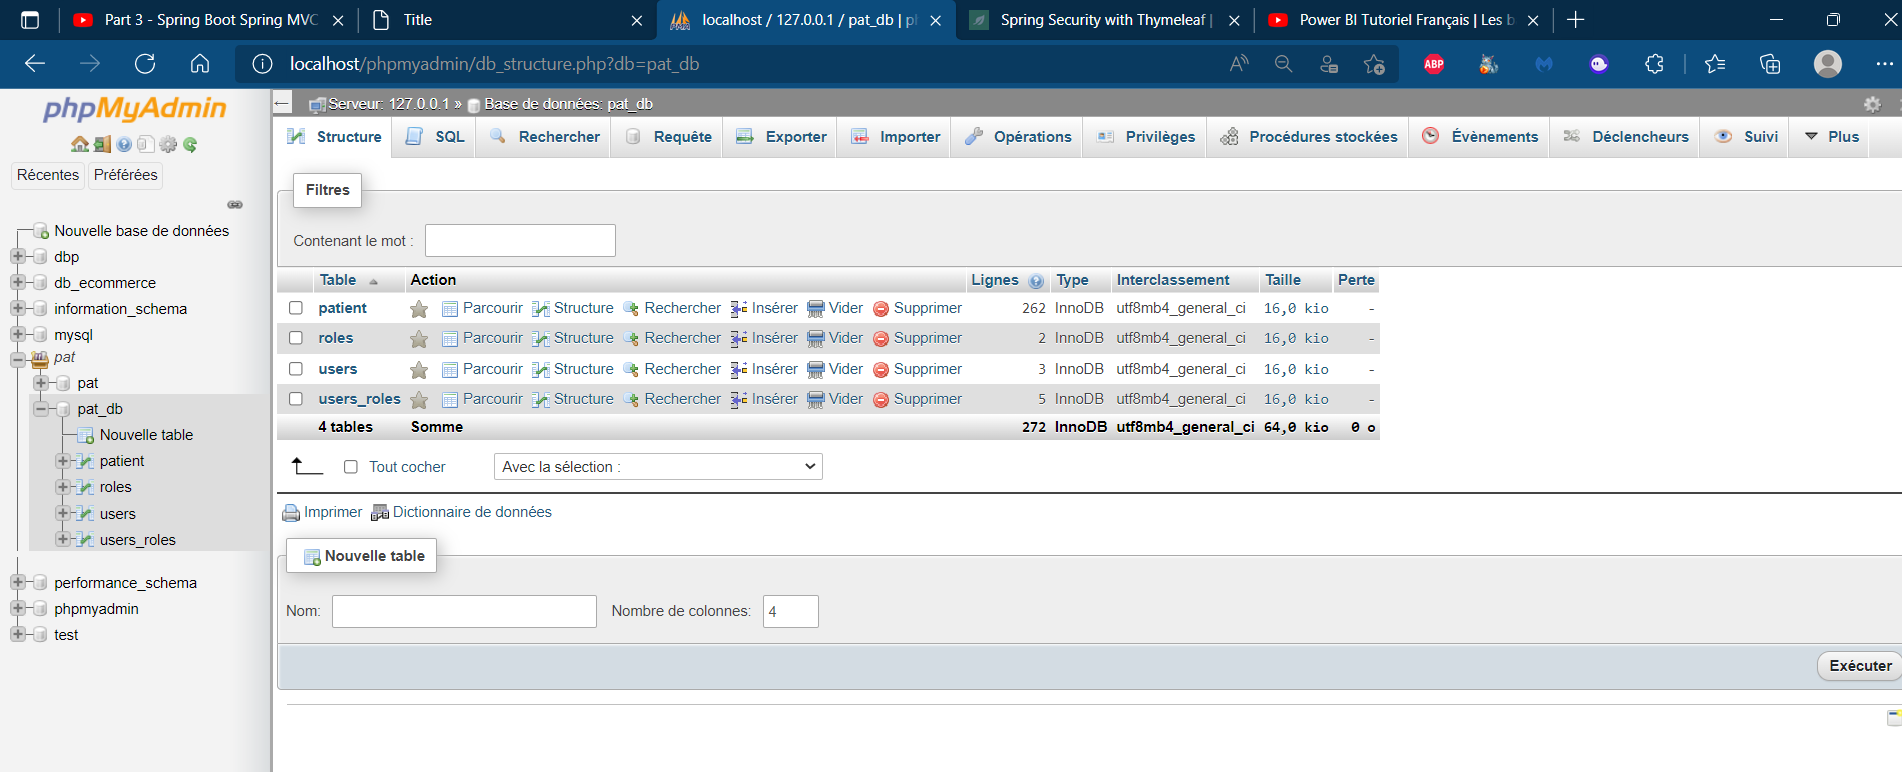 Part 3 - Spring Boot Spring MVC
Title
localhost / 127.0.0.1 / pat_db | ph
Spring Security with Thymeleaf |
Power BI Tutoriel Français | Les b
localhost/phpmyadmin/db_structure.php?db=pat_db
ABP
phpMyAdmin
Récentes Préférées
Nouvelle base de données
dbp
db_ecommerce
information_schema
mysql
pat
pat
pat_db
Nouvelle table
patient
roles
users
users_roles
performance_schema
phpmyadmin
test
Serveur: 127.0.0.1 » Base de données: pat_db
Structure SQL Rechercher Requête Exporter Importer Opérations Privilèges Procédures stockées Évènements Déclencheurs Suivi Plus
Filtres
Contenant le mot :
Table Action Lignes Type Interclassement Taille Perte
patient Parcourir Structure Rechercher Insérer Vider Supprimer 262 InnoDB utf8mb4_general_ci 16,0 kio -
roles Parcourir Structure Rechercher Insérer Vider Supprimer 2 InnoDB utf8mb4_general_ci 16,0 kio -
users Parcourir Structure Rechercher Insérer Vider Supprimer 3 InnoDB utf8mb4_general_ci 16,0 kio -
users_roles Parcourir Structure Rechercher Insérer Vider Supprimer 5 InnoDB utf8mb4_general_ci 16,0 kio -
4 tables Somme 272 InnoDB utf8mb4_general_ci 64,0 kio 0 o
Tout cocher Avec la sélection :
Imprimer Dictionnaire de données
Nouvelle table
Nom: Nombre de colonnes: 4
Exécuter